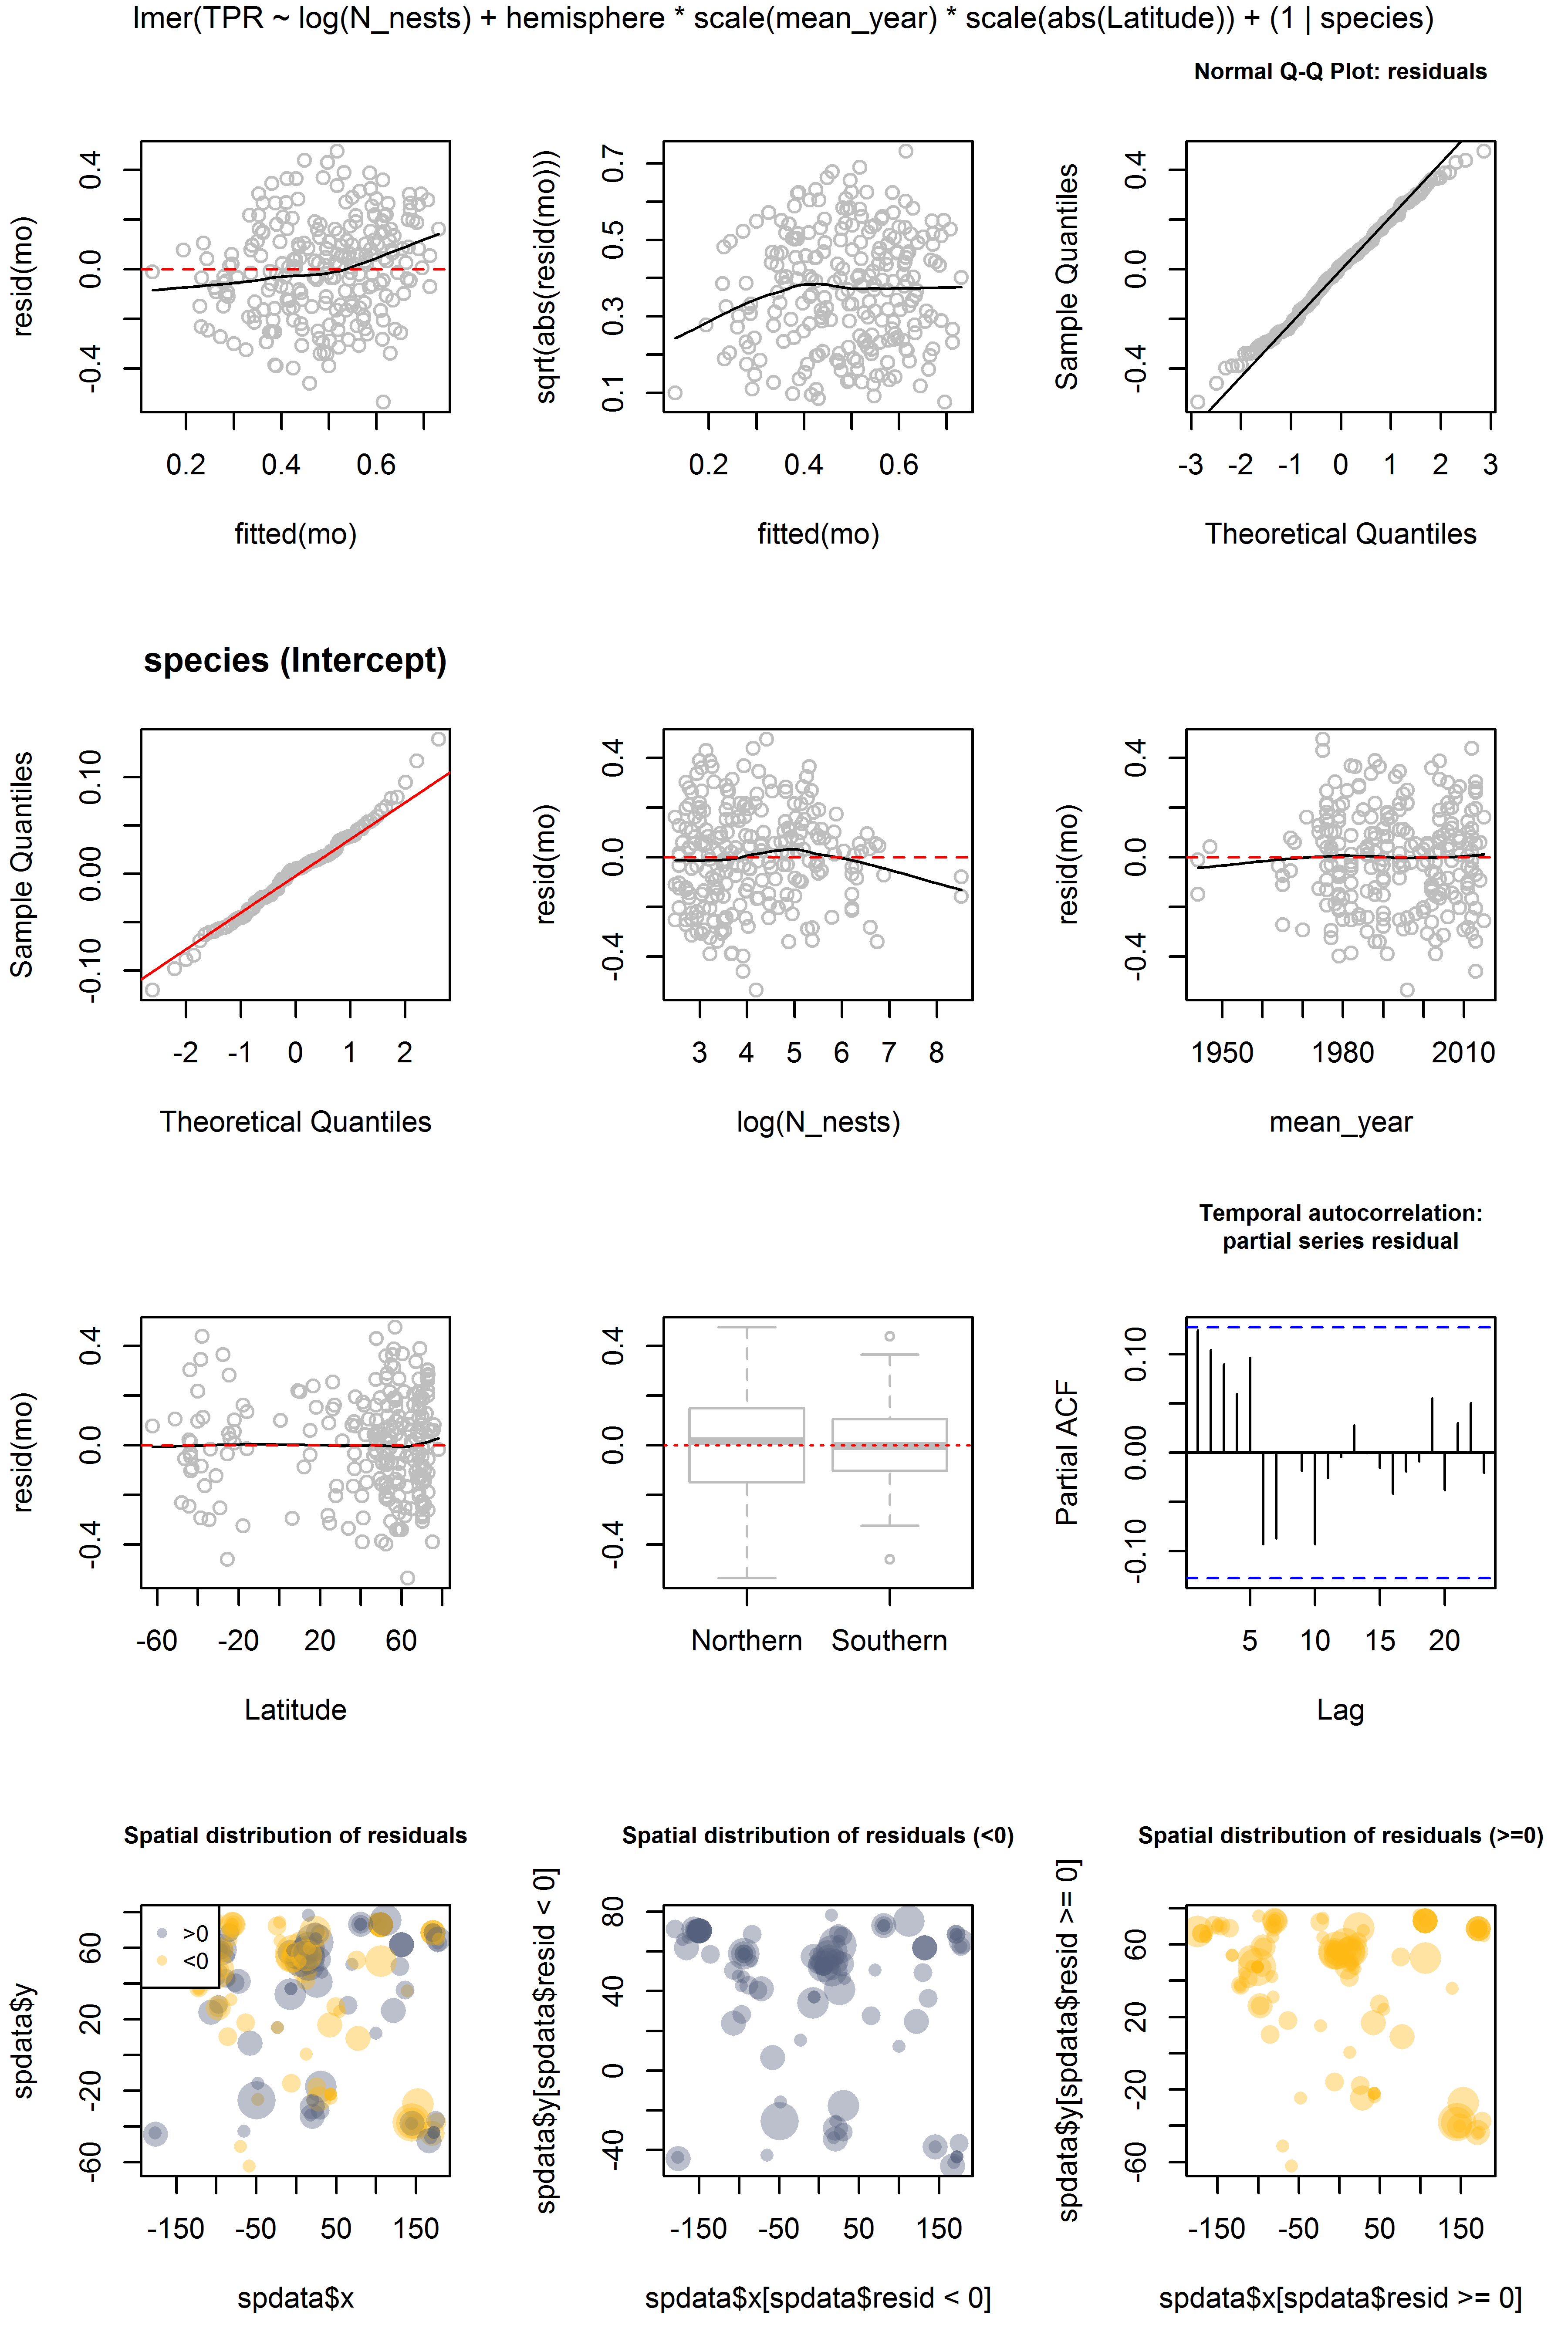 lmer(TPR ~ log(N_nests) + hemisphere * scale(mean_year) * scale(abs(Latitude)) + (1 | species)
resid(mo)
0.4
0.0
-0.4
0.2 0.4 0.6
fitted(mo)
sqrt(abs(resid(mo)))
0.7
0.5
0.3
0.1
0.2 0.4 0.6
fitted(mo)
Normal Q-Q Plot: residuals
Sample Quantiles
0.4
0.0
-0.4
-3 -2 -1 0 1 2 3
Theoretical Quantiles
species (Intercept)
Sample Quantiles
0.10
0.00
-0.10
-2 -1 0 1 2
Theoretical Quantiles
resid(mo)
0.4
0.0
-0.4
3 4 5 6 7 8
log(N_nests)
resid(mo)
0.4
0.0
-0.4
1950 1980 2010
mean_year
resid(mo)
0.4
0.0
-0.4
-60 -20 20 60
Latitude
0.4
0.0
-0.4
Northern Southern
Temporal autocorrelation:
partial series residual
Partial ACF
0.10
0.00
-0.10
5 10 15 20
Lag
Spatial distribution of residuals
spdata$y
60
20
-20
-60
>0
<0
-150 -50 50 150
spdata$x
Spatial distribution of residuals (<0)
spdata$y[spdata$resid < 0]
80
40
0
-40
-150 -50 50 150
spdata$x[spdata$resid < 0]
Spatial distribution of residuals (>=0)
spdata$y[spdata$resid >= 0]
60
20
-20
-60
-150 -50 50 150
spdata$x[spdata$resid >= 0]